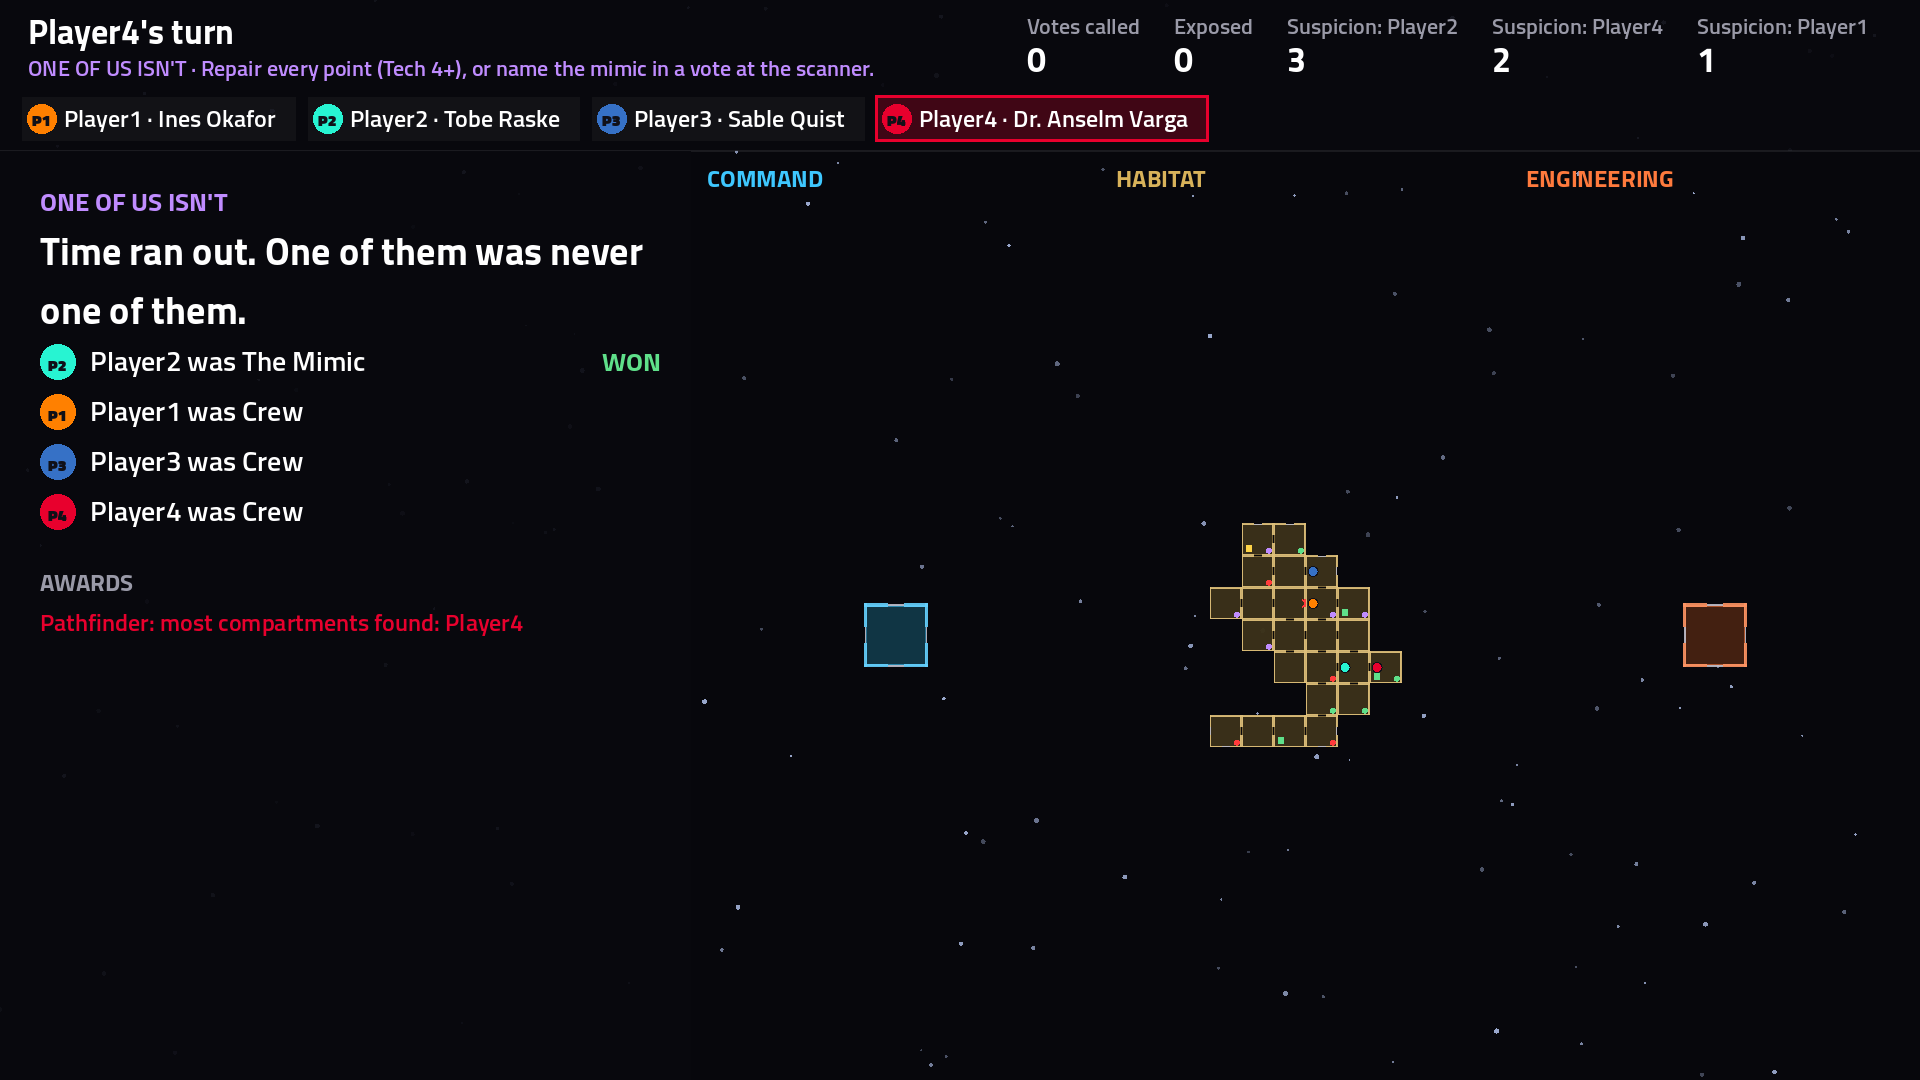 Player4's turn
ONE OF US ISN'T · Repair every point (Tech 4+), or name the mimic in a vote at the scanner.
Votes called
0
Exposed
0
Suspicion: Player2
3
Suspicion: Player4
2
Suspicion: Player1
1
P1 Player1 · Ines Okafor
P2 Player2 · Tobe Raske
P3 Player3 · Sable Quist
P4 Player4 · Dr. Anselm Varga
ONE OF US ISN'T
Time ran out. One of them was never
one of them.
P2 Player2 was The Mimic WON
P1 Player1 was Crew
P3 Player3 was Crew
P4 Player4 was Crew
AWARDS
Pathfinder: most compartments found: Player4
COMMAND
HABITAT
ENGINEERING